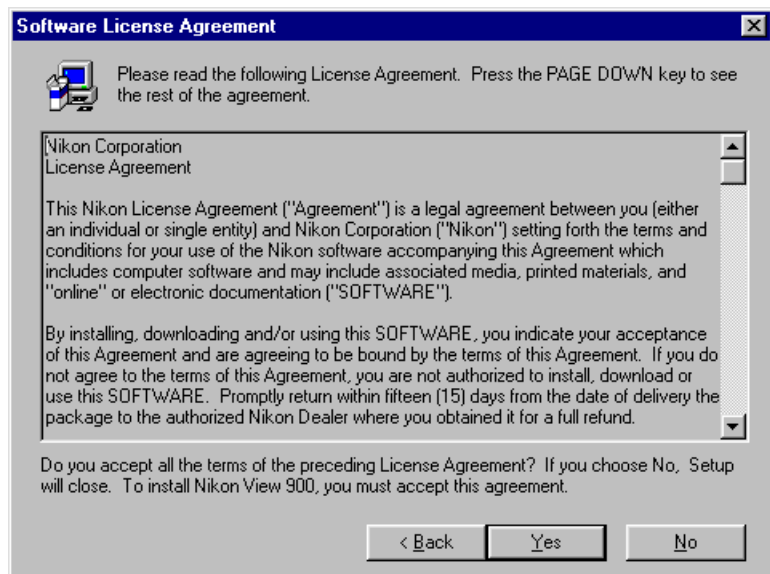 Software License Agreement
Please read the following License Agreement.  Press the PAGE DOWN key to see
the rest of the agreement.
Nikon Corporation
License Agreement
This Nikon License Agreement ("Agreement") is a legal agreement between you (either
an individual or single entity) and Nikon Corporation ("Nikon") setting forth the terms and
conditions for your use of the Nikon software accompanying this Agreement which
includes computer software and may include associated media, printed materials, and
"online" or electronic documentation ("SOFTWARE").
By installing, downloading and/or using this SOFTWARE, you indicate your acceptance
of this Agreement and are agreeing to be bound by the terms of this Agreement.  If you do
not agree to the terms of this Agreement, you are not authorized to install, download or
use this SOFTWARE.  Promptly return within fifteen (15) days from the date of delivery the
package to the authorized Nikon Dealer where you obtained it for a full refund.
Do you accept all the terms of the preceding License Agreement?  If you choose No,  Setup
will close.  To install Nikon View 900, you must accept this agreement.
< Back
Yes
No